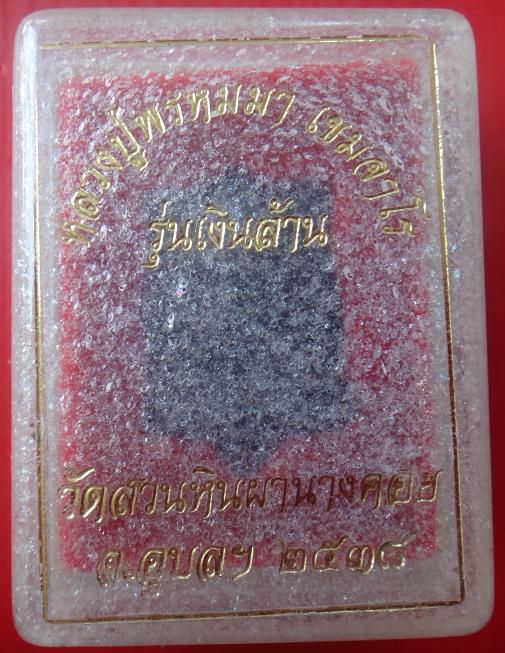 หลวงปู่พรหมมา เขมจาโร
รุ่นเงินล้าน
วัดสวนหินผานางคอย
จ.อุบลฯ ๒๕๓๘